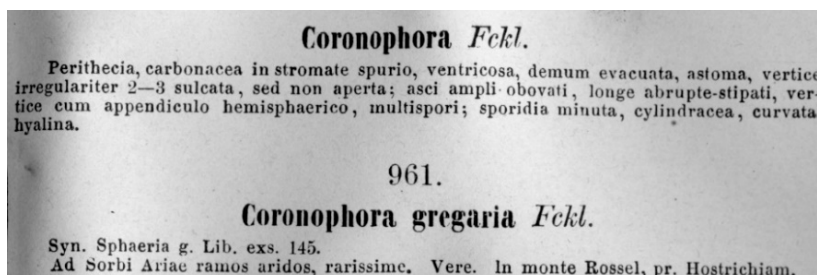 Coronophora Fckl.
Perithecia, carbonacea in stromate spurio, ventricosa, demum evacuata, astoma, vertice
irregulariter 2—3 sulcata, sed non aperta; asci ampli obovati, longe abrupte-stipati, ver-
tice cum appendiculo hemisphaerico, multispori; sporidia minuta, cylindracea, curvata
hyalina.
961.
Coronophora gregaria Fckl.
Syn. Sphaeria g. Lib. exs. 145.
Ad Sorbi Ariae ramos aridos, rarissime. Vere. In monte Rossel, pr. Hostrichiam.